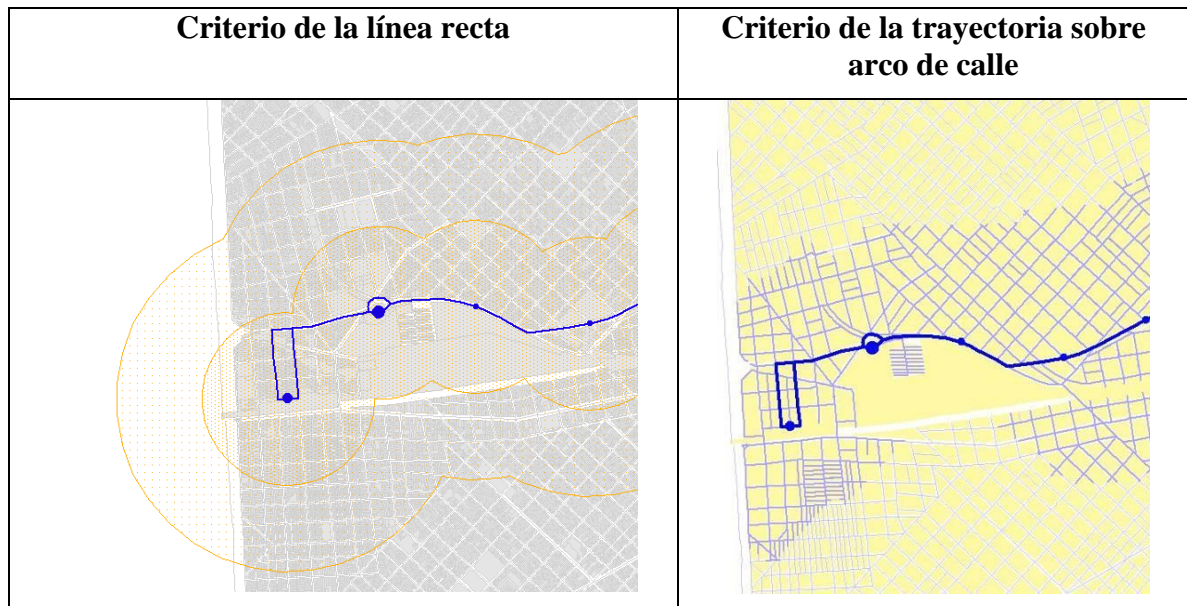 Criterio de la línea recta
Criterio de la trayectoria sobre
arco de calle